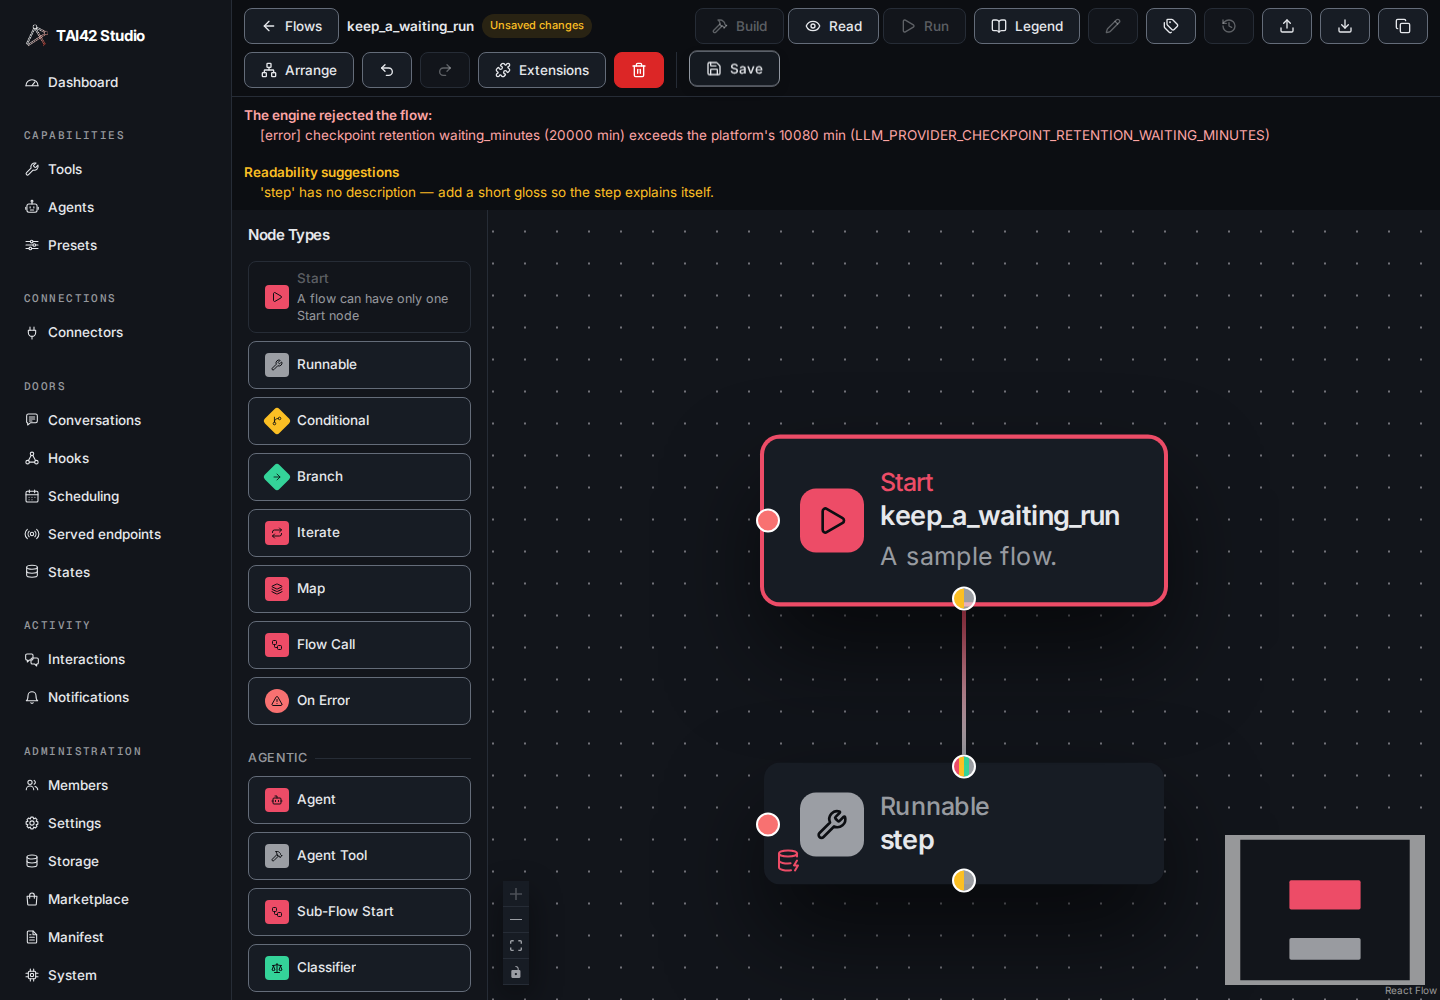 TAI42 Studio
Dashboard
CAPABILITIES
Tools
Agents
Presets
CONNECTIONS
Connectors
DOORS
Conversations
Hooks
Scheduling
Served endpoints
States
ACTIVITY
Interactions
Notifications
ADMINISTRATION
Members
Settings
Storage
Marketplace
Manifest
System
Flows
keep_a_waiting_run
Unsaved changes
Build
Read
Run
Legend
Arrange
Extensions
Save
The engine rejected the flow:
[error] checkpoint retention waiting_minutes (20000 min) exceeds the platform's 10080 min (LLM_PROVIDER_CHECKPOINT_RETENTION_WAITING_MINUTES)
Readability suggestions
'step' has no description — add a short gloss so the step explains itself.
Node Types
Start
A flow can have only one
Start node
Runnable
Conditional
Branch
Iterate
Map
Flow Call
On Error
AGENTIC
Agent
Agent Tool
Sub-Flow Start
Classifier
Start
keep_a_waiting_run
A sample flow.
Runnable
step
React Flow